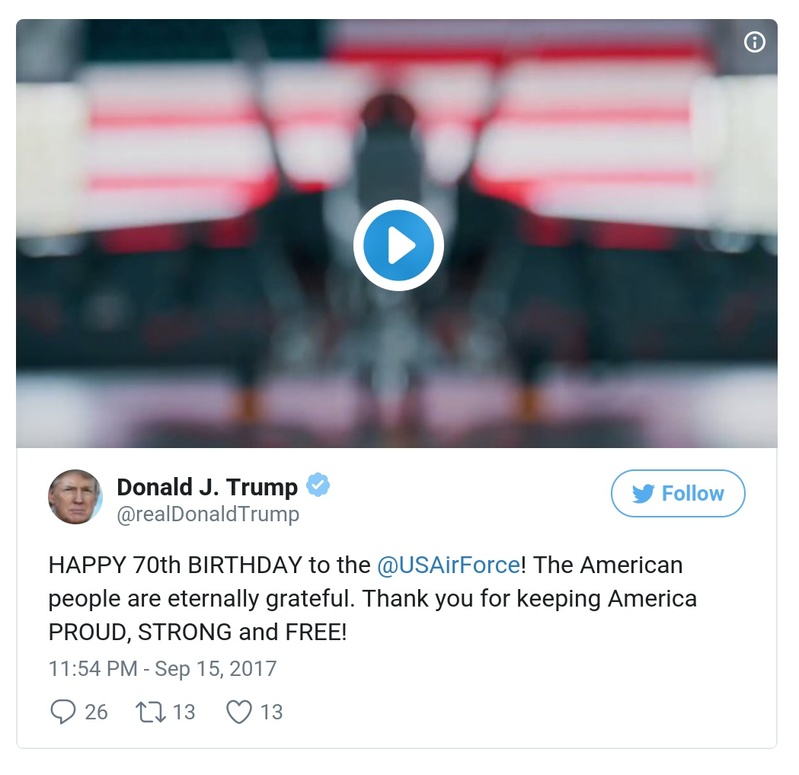 Donald J. Trump
@realDonaldTrump
Follow
HAPPY 70th BIRTHDAY to the @USAirForce! The American
people are eternally grateful. Thank you for keeping America
PROUD, STRONG and FREE!
11:54 PM - Sep 15, 2017
26 13 13